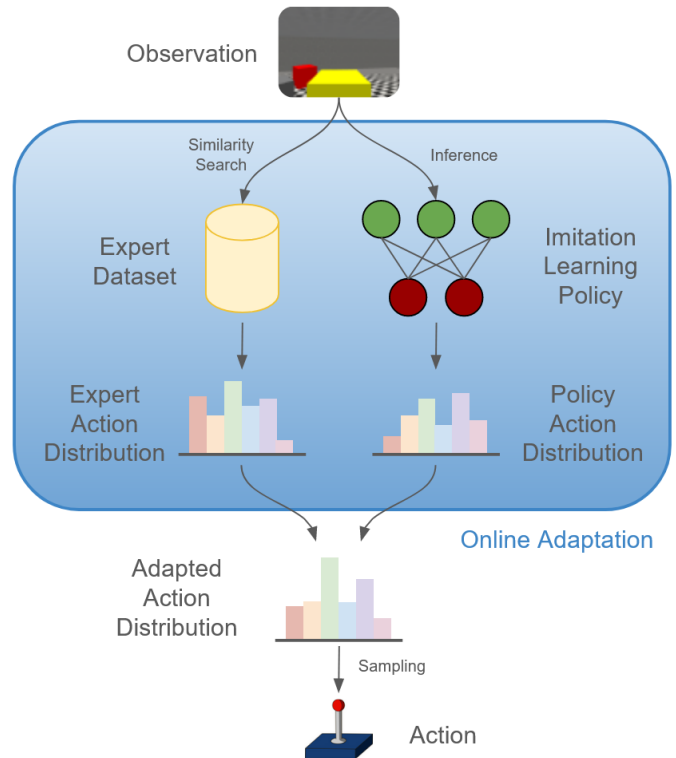 Observation
Similarity
Search
Inference
Expert
Dataset
Imitation
Learning
Policy
Expert
Action
Distribution
Policy
Action
Distribution
Online Adaptation
Adapted
Action
Distribution
Sampling
Action